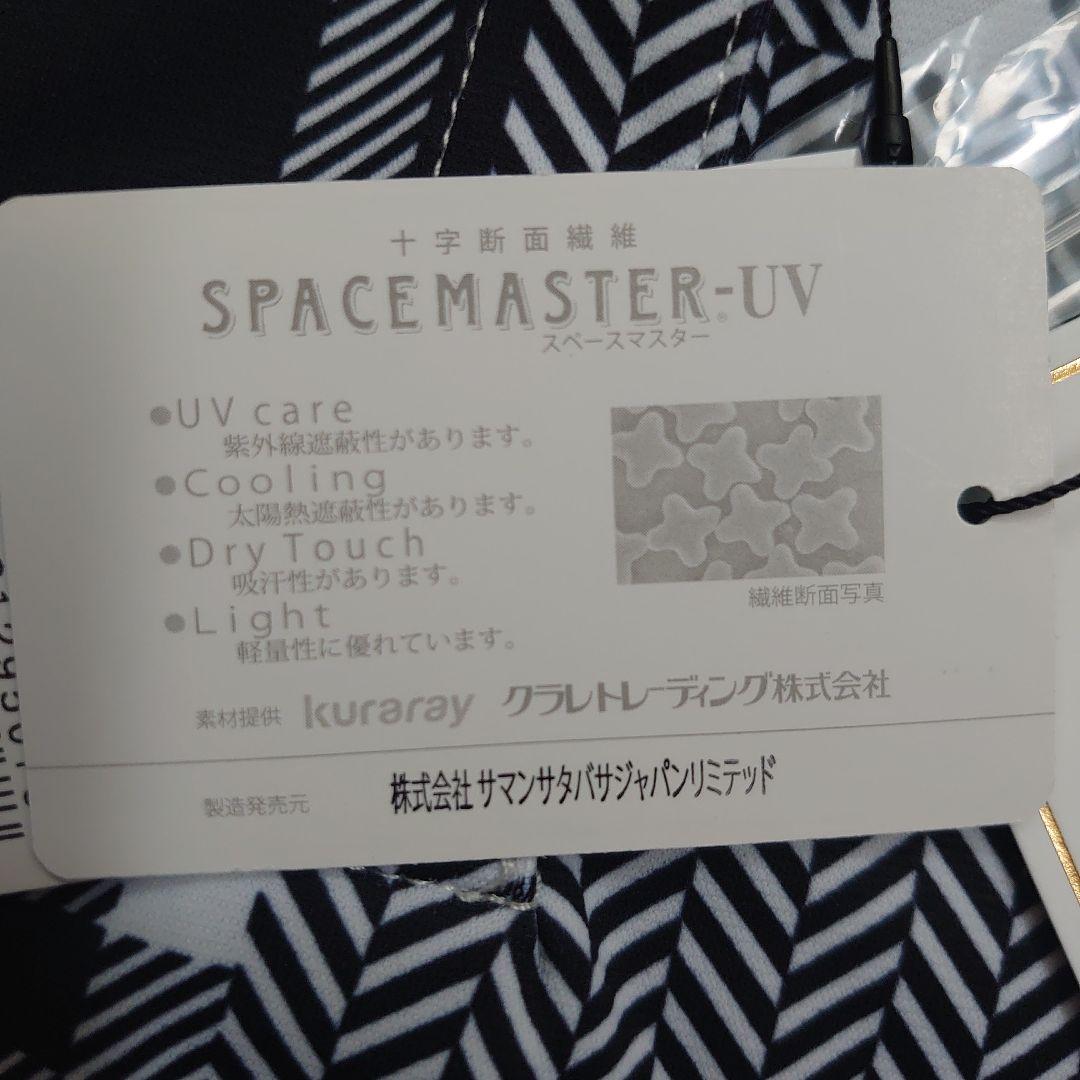 十字断面繊維
SPACEMASTER®-UV
スペースマスター
●UV care
紫外線遮蔽性があります。
●Cooling
太陽熱遮蔽性があります。
●Dry Touch
吸汗性があります。
●Light
軽量性に優れています。
繊維断面写真
素材提供 kuraray クラレトレーディング株式会社
製造発売元 株式会社サマンサタバサジャパンリミテッド